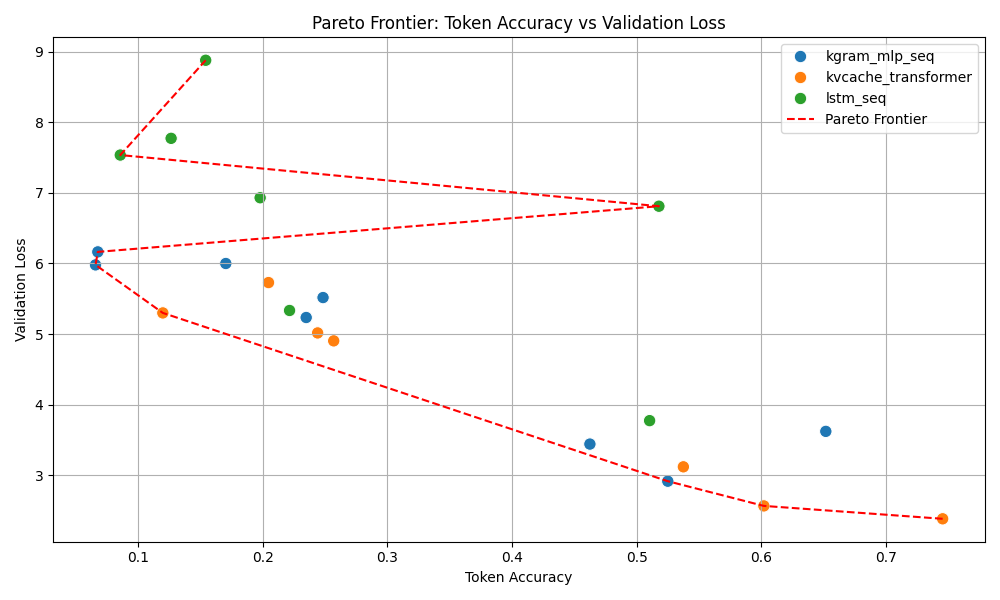 Pareto Frontier: Token Accuracy vs Validation Loss
kgram_mlp_seq
kvcache_transformer
lstm_seq
Pareto Frontier
Validation Loss
9
8
7
6
5
4
3
0.1 0.2 0.3 0.4 0.5 0.6 0.7
Token Accuracy